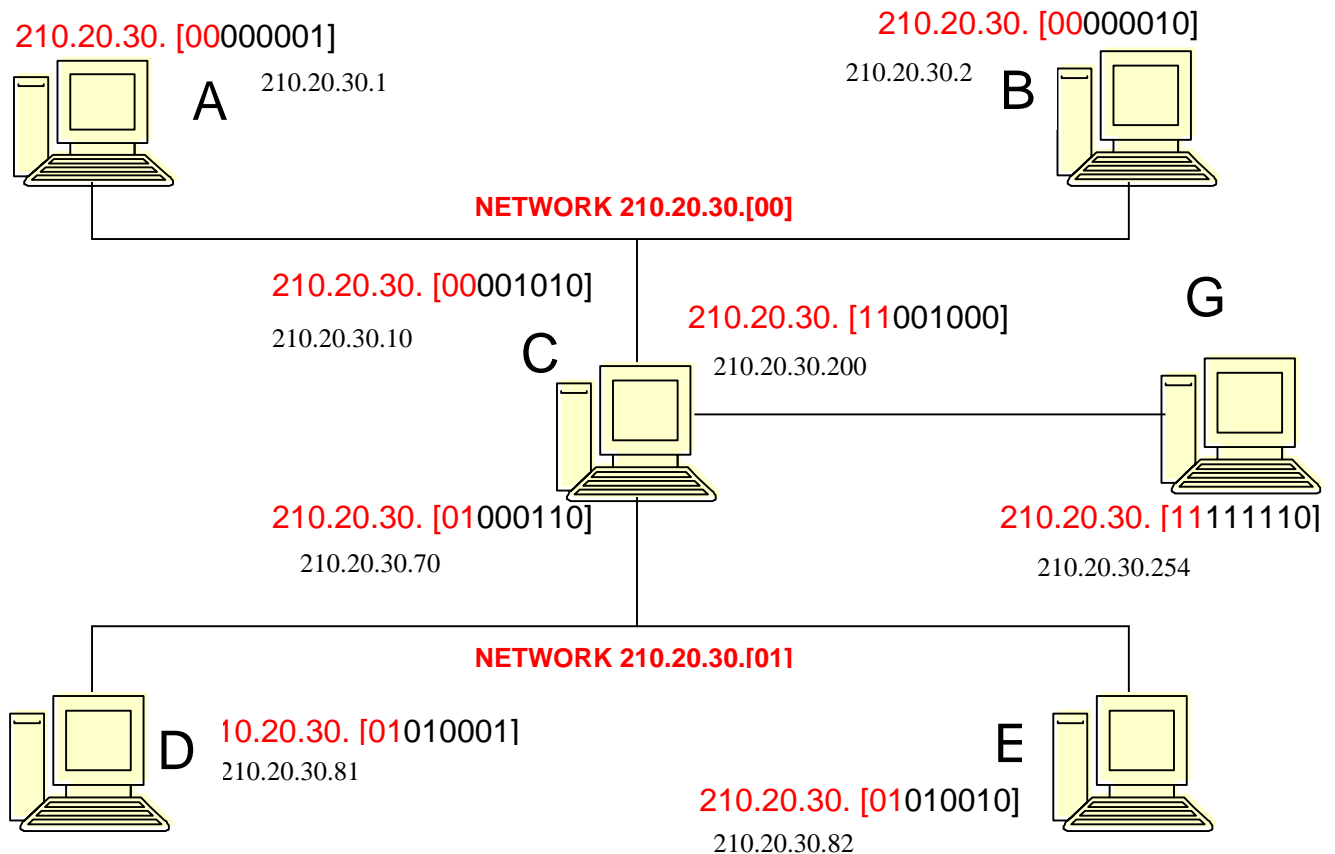 210.20.30. [00000001]
210.20.30.1
A
210.20.30. [00000010]
210.20.30.2
B
NETWORK 210.20.30.[00]
210.20.30. [00001010]
210.20.30.10
C
210.20.30. [11001000]
210.20.30.200
G
210.20.30. [01000110]
210.20.30.70
210.20.30. [11111110]
210.20.30.254
NETWORK 210.20.30.[01]
D
10.20.30. [01010001]
210.20.30.81
E
210.20.30. [01010010]
210.20.30.82